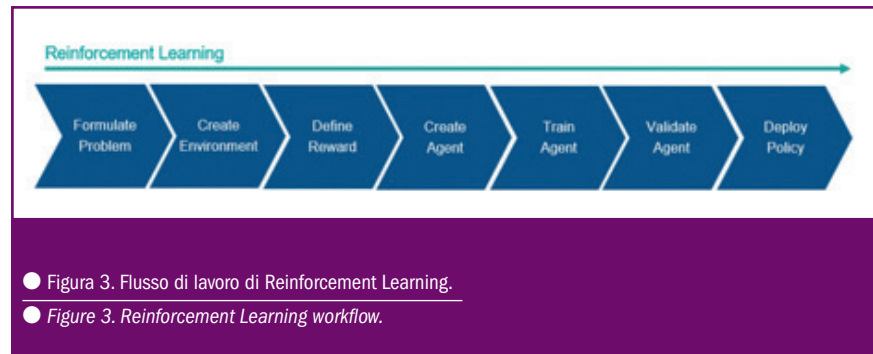 Reinforcement Learning
Formulate
Problem
Create
Environment
Define
Reward
Create
Agent
Train
Agent
Validate
Agent
Deploy
Policy
● Figura 3. Flusso di lavoro di Reinforcement Learning.
● Figure 3. Reinforcement Learning workflow.